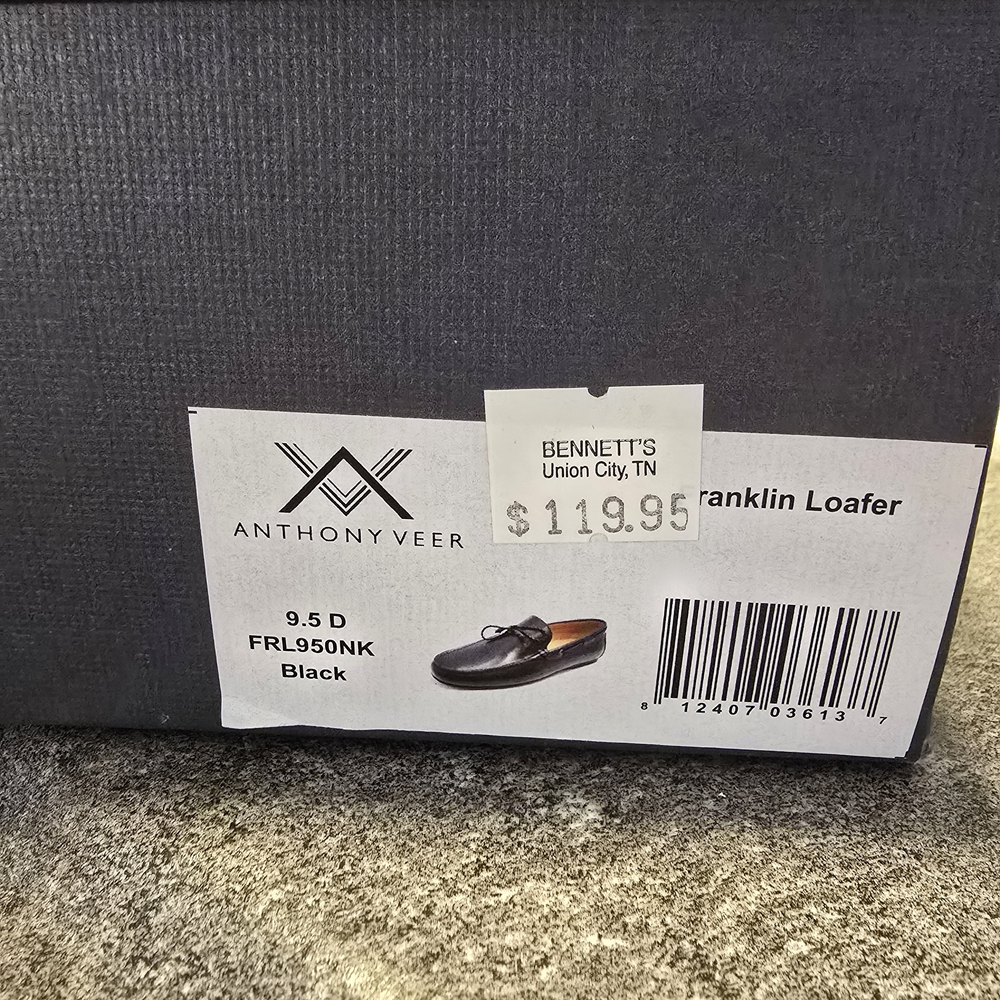 BENNETT'S
Union City, TN
$119.95
ranklin Loafer
ANTHONY VEER
9.5 D
FRL950NK
Black
8 12407 03613 7